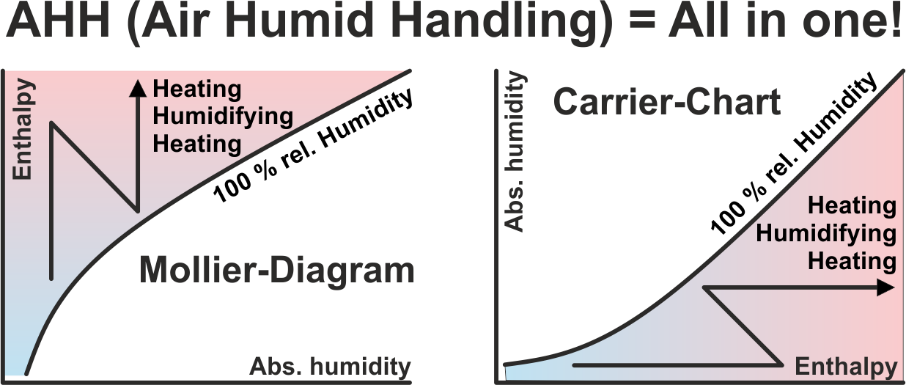 AHH (Air Humid Handling) = All in one!
Enthalpy
Heating
Humidifying
Heating
100 % rel. Humidity
Mollier-Diagram
Abs. humidity
Abs. humidity
Carrier-Chart
100 % rel. Humidity
Heating
Humidifying
Heating
Enthalpy